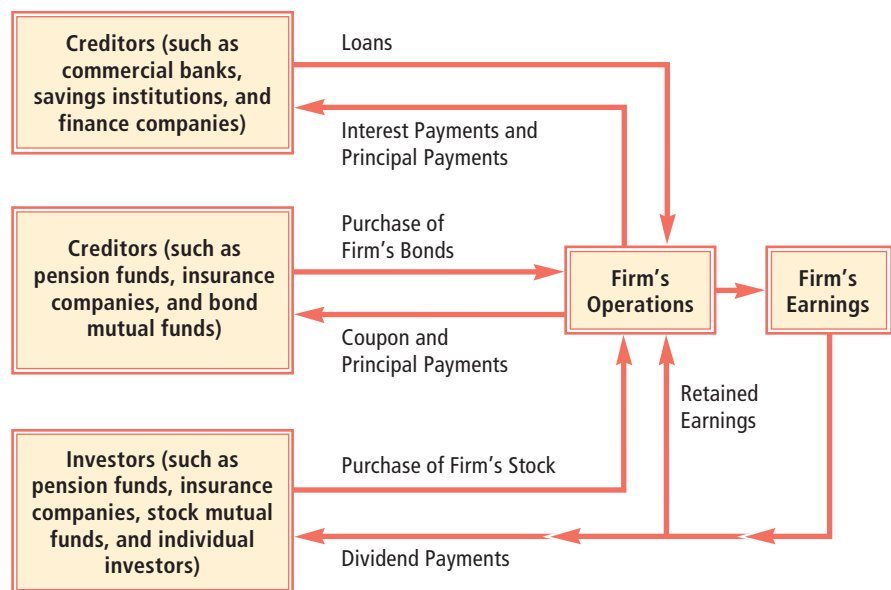 Creditors (such as
commercial banks,
savings institutions, and
finance companies)
Loans
Interest Payments and
Principal Payments
Creditors (such as
pension funds, insurance
companies, and bond
mutual funds)
Purchase of
Firm's Bonds
Coupon and
Principal Payments
Firm's
Operations
Firm's
Earnings
Retained
Earnings
Investors (such as
pension funds, insurance
companies, stock mutual
funds, and individual
investors)
Purchase of Firm's Stock
Dividend Payments